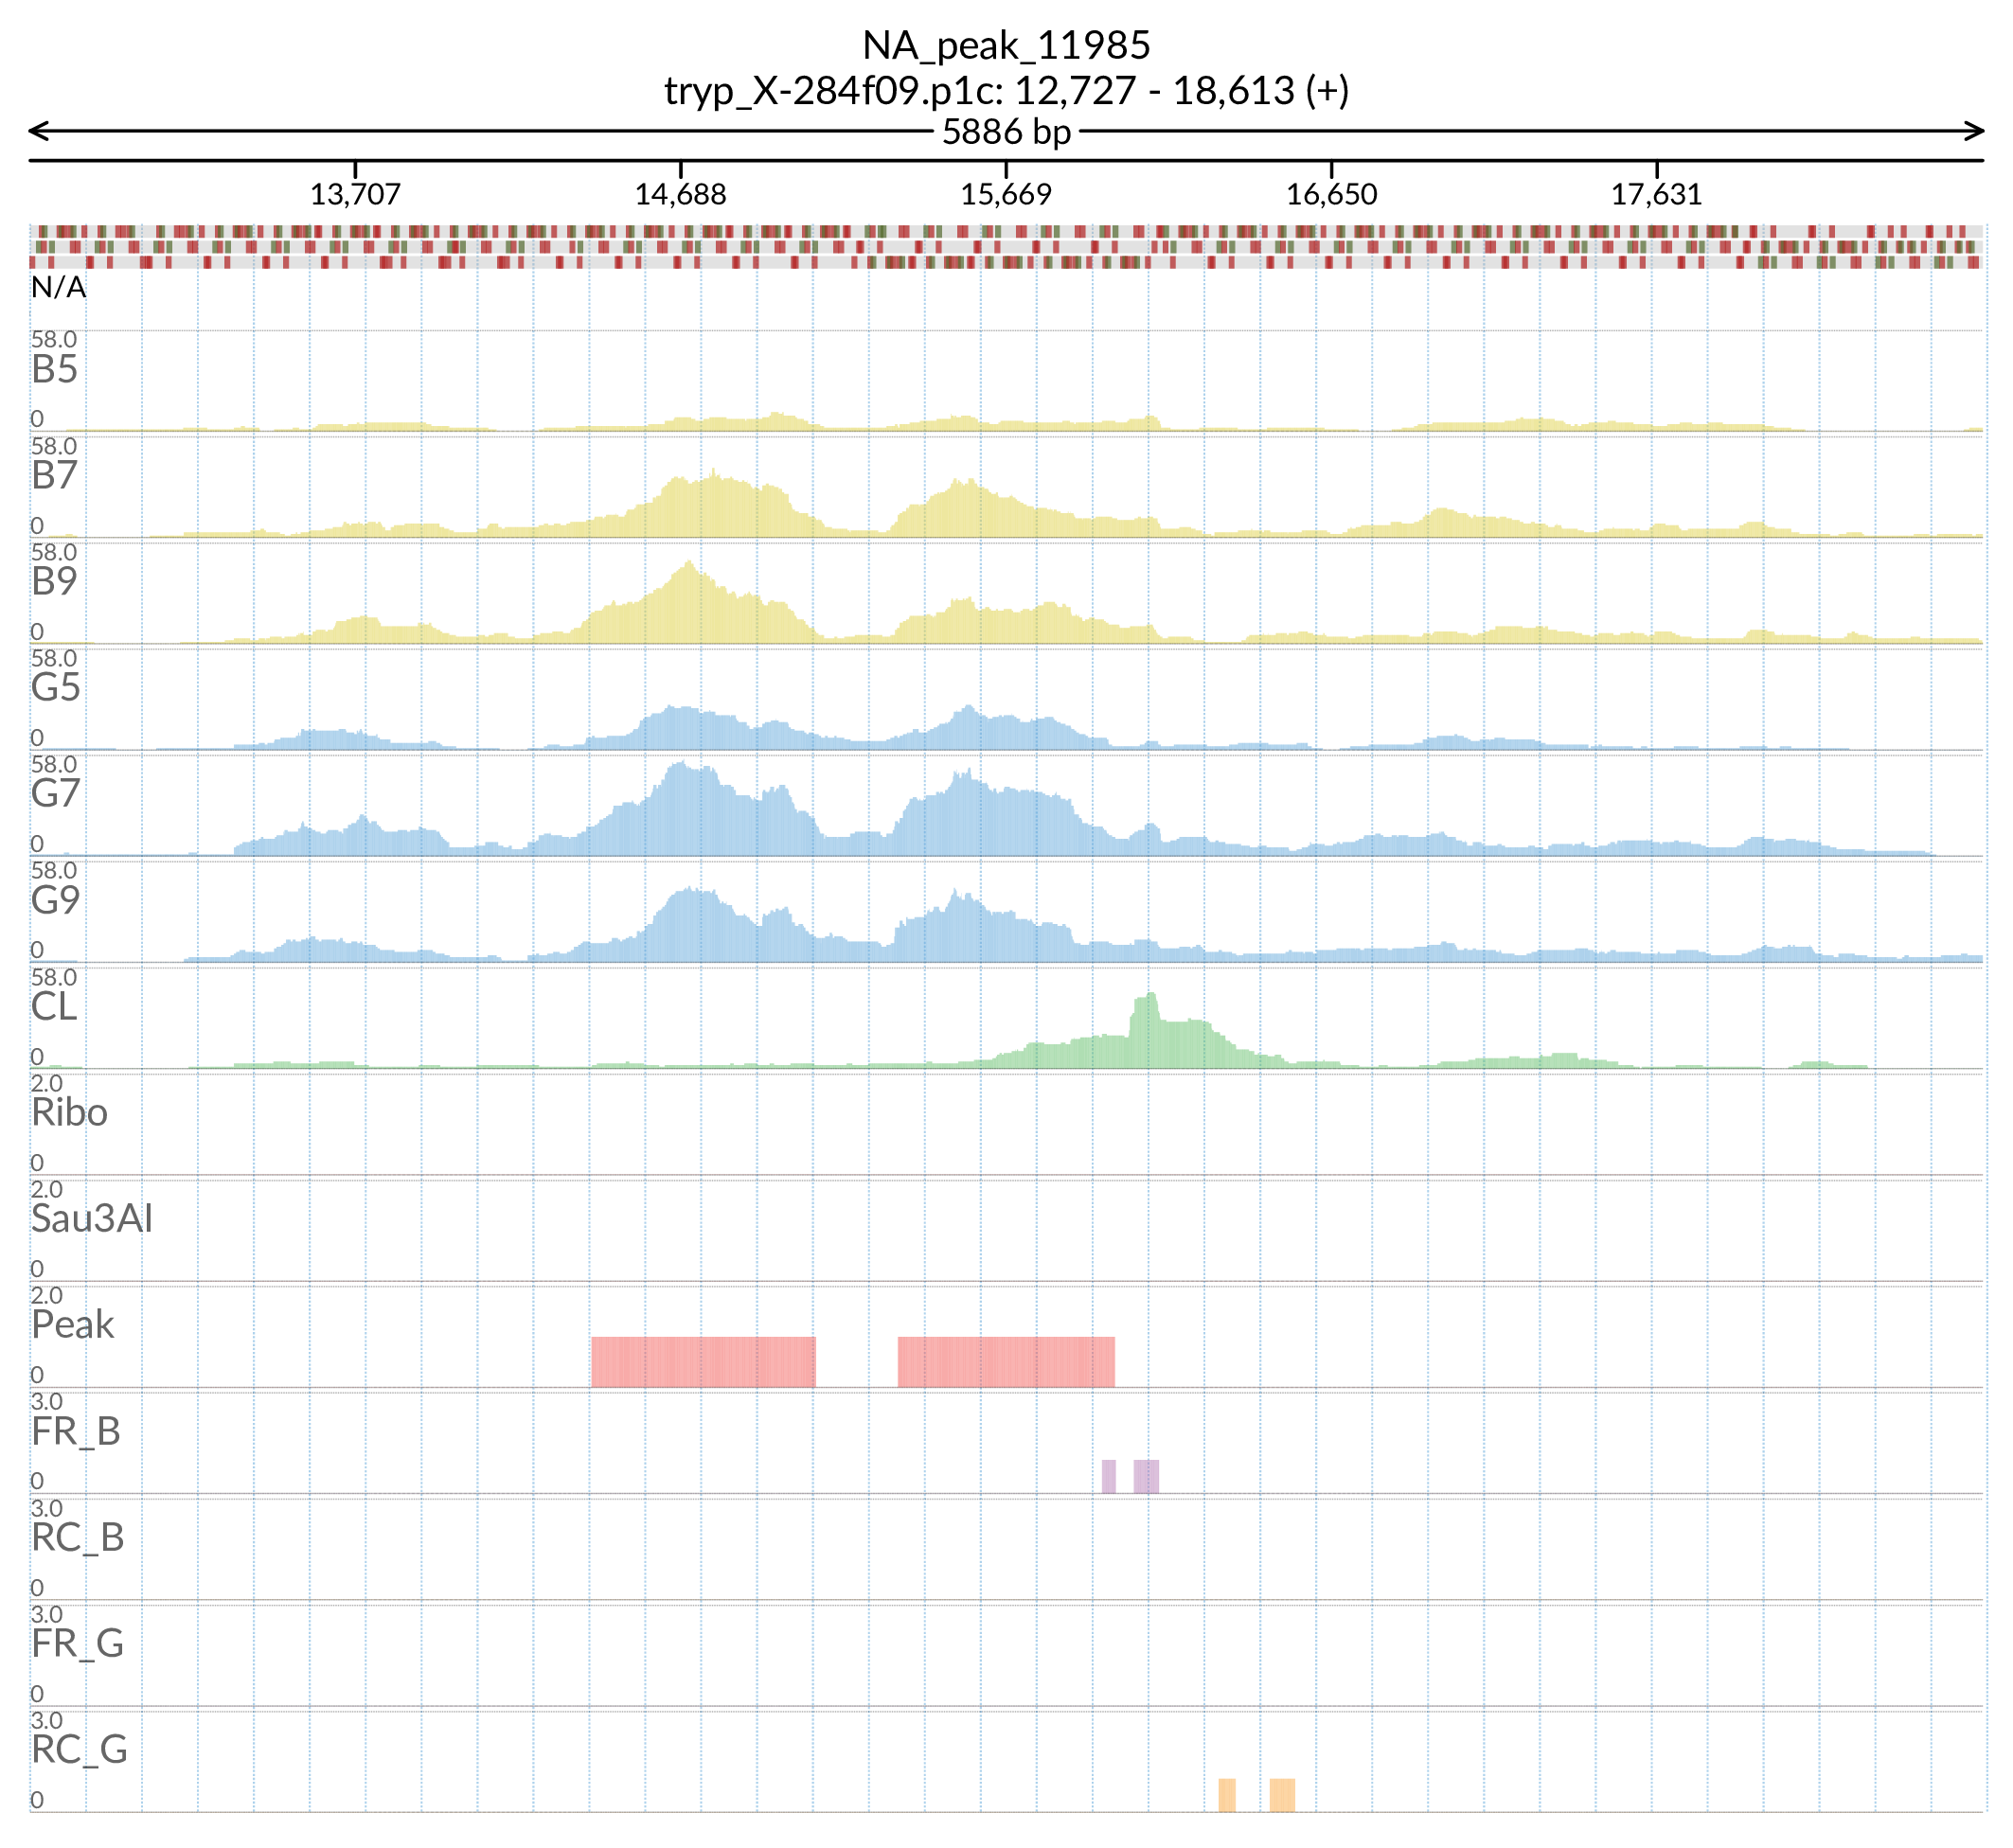 NA_peak_11985
tryp_X-284f09.p1c: 12,727 - 18,613 (+)
5886 bp
13,707 14,688 15,669 16,650 17,631
N/A
58.0
B5
0
58.0
B7
0
58.0
B9
0
58.0
G5
0
58.0
G7
0
58.0
G9
0
58.0
CL
0
2.0
Ribo
0
2.0
Sau3AI
0
2.0
Peak
0
3.0
FR_B
0
3.0
RC_B
0
3.0
FR_G
0
3.0
RC_G
0